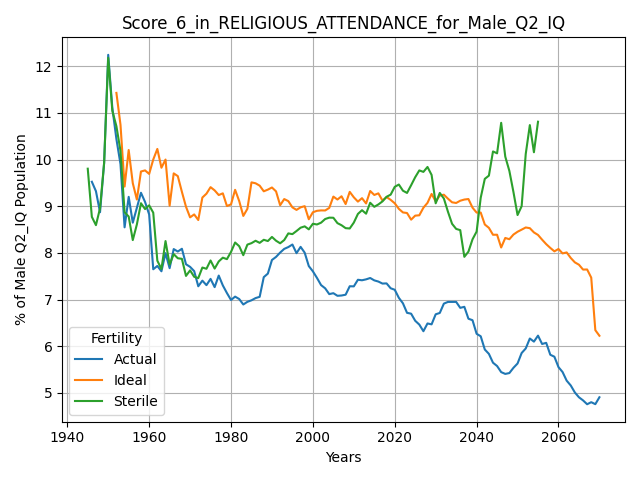 Score_6_in_RELIGIOUS_ATTENDANCE_for_Male_Q2_IQ
% of Male Q2_IQ Population
12
11
10
9
8
7
6
5
Fertility
Actual
Ideal
Sterile
1940 1960 1980 2000 2020 2040 2060
Years